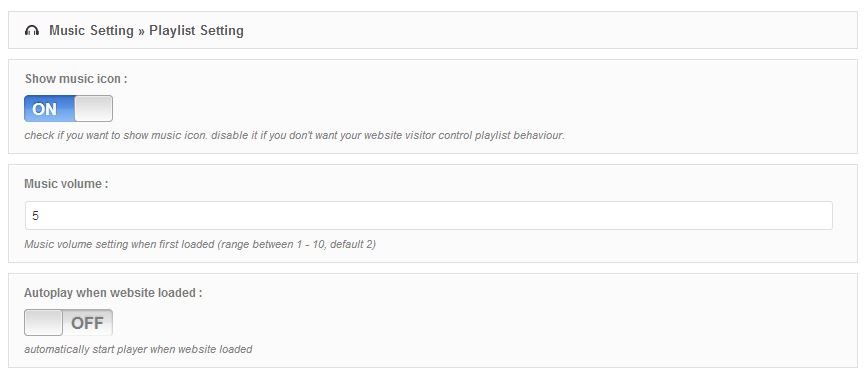 Music Setting » Playlist Setting
Show music icon :
ON
check if you want to show music icon. disable it if you don't want your website visitor control playlist behaviour.
Music volume :
5
Music volume setting when first loaded (range between 1 - 10, default 2)
Autoplay when website loaded :
OFF
automatically start player when website loaded